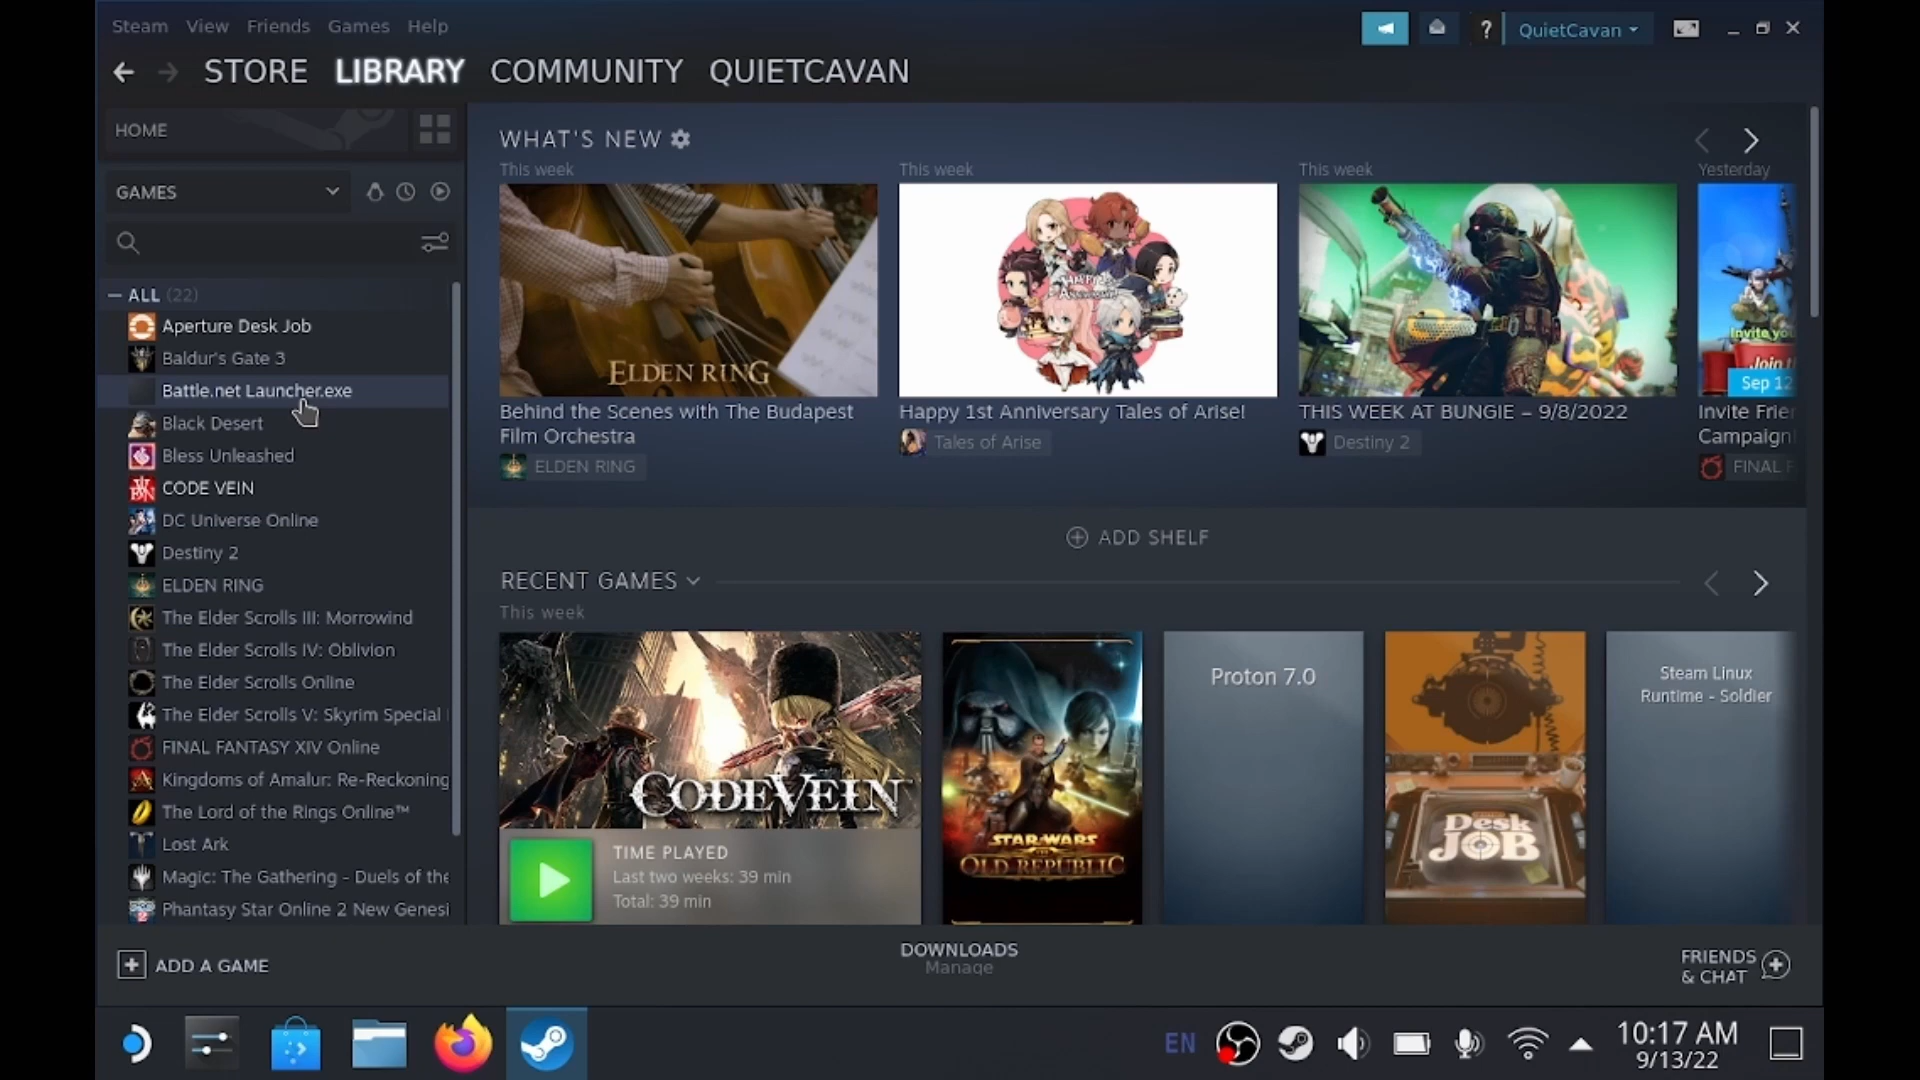 Steam View Friends Games Help
? QuietCavan
STORE LIBRARY COMMUNITY QUIETCAVAN
HOME
GAMES
ALL (22)
Aperture Desk Job
Baldur's Gate 3
Battle.net Launcher.exe
Black Desert
Bless Unleashed
CODE VEIN
DC Universe Online
Destiny 2
ELDEN RING
The Elder Scrolls III: Morrowind
The Elder Scrolls IV: Oblivion
The Elder Scrolls Online
The Elder Scrolls V: Skyrim Special
FINAL FANTASY XIV Online
Kingdoms of Amalur: Re-Reckoning
The Lord of the Rings Online™
Lost Ark
Magic: The Gathering - Duels of the
Phantasy Star Online 2 New Genesi
WHAT'S NEW
This week
ELDEN RING
Behind the Scenes with The Budapest
Film Orchestra
ELDEN RING
This week
HAPPY 1st
Anniversary
Happy 1st Anniversary Tales of Arise!
Tales of Arise
This week
THIS WEEK AT BUNGIE – 9/8/2022
Destiny 2
Yesterday
Invite yo
Join t
Sep 12
Invite Frie
Campaign
FINAL F
ADD SHELF
RECENT GAMES
This week
CODE VEIN
TIME PLAYED
Last two weeks: 39 min
Total: 39 min
STAR WARS
THE
OLD REPUBLIC
Proton 7.0
Desk
JOB
Steam Linux
Runtime - Soldier
ADD A GAME
DOWNLOADS
Manage
FRIENDS
& CHAT
EN
10:17 AM
9/13/22